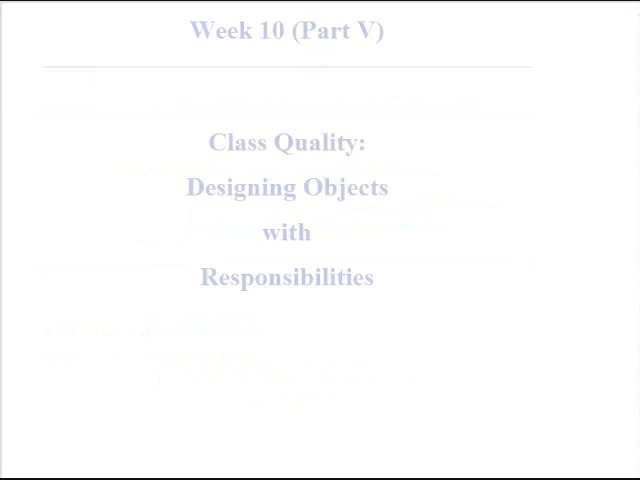 Week 10 (Part V)
Class Quality:
Designing Objects
with
Responsibilities